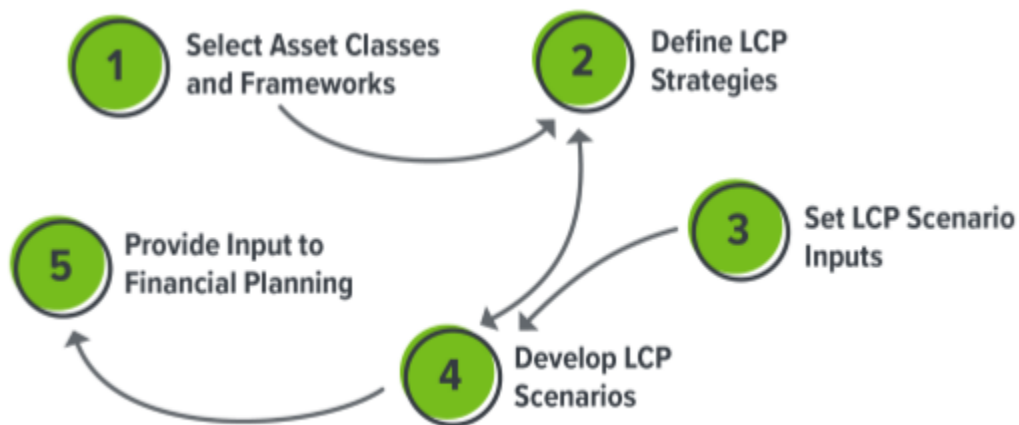 1
Select Asset Classes
and Frameworks
2
Define LCP
Strategies
3
Set LCP Scenario
Inputs
4
Develop LCP
Scenarios
5
Provide Input to
Financial Planning